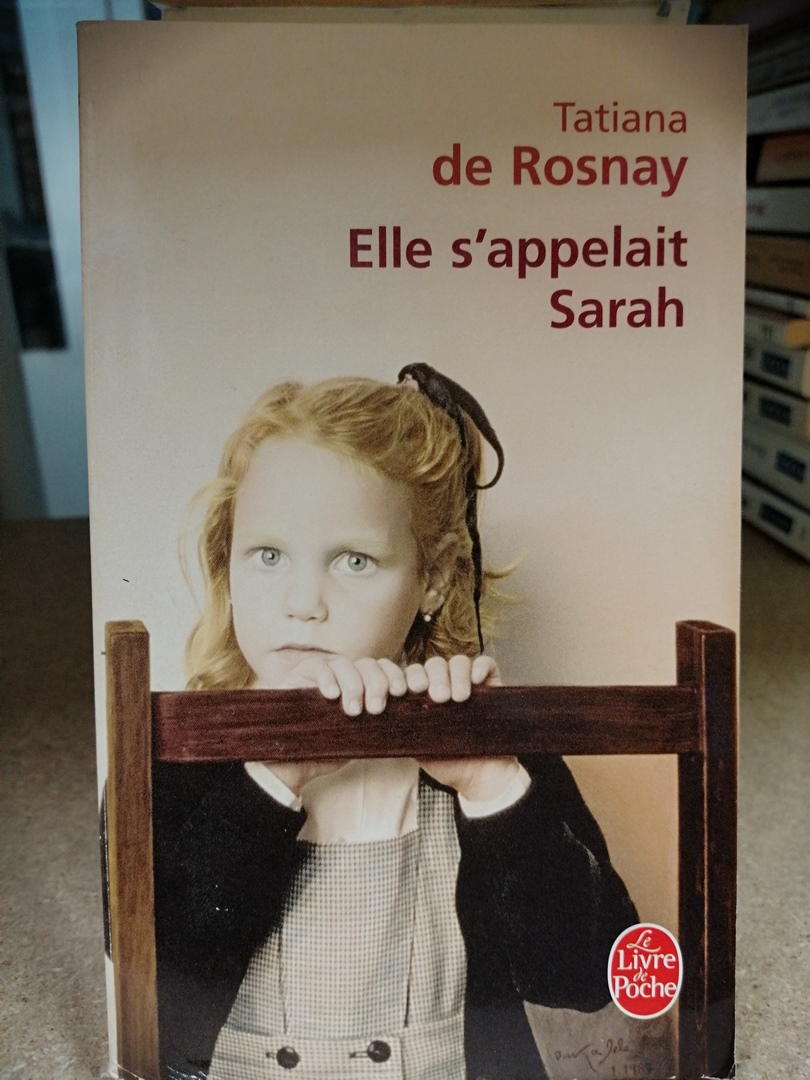 Tatiana
de Rosnay
Elle s'appelait
Sarah
Le
Livre
de
Poche